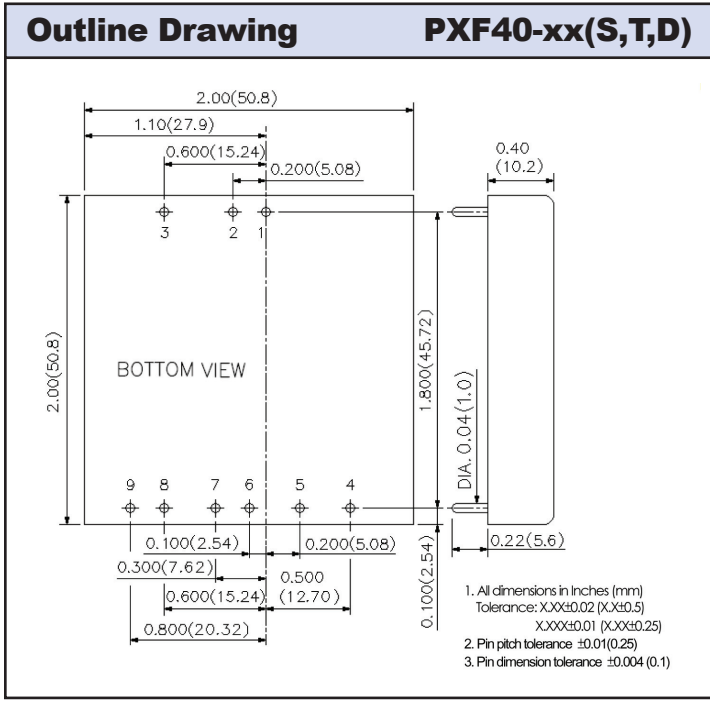 Outline Drawing PXF40-xx(S,T,D)
2.00(50.8)
1.10(27.9)
0.600(15.24)
0.200(5.08)
0.40
(10.2)
3 2 1
2.00(50.8)
BOTTOM VIEW
1.800(45.72)
DIA. 0.04(1.0)
9 8 7 6 5 4
0.100(2.54) 0.200(5.08)
0.22(5.6)
0.300(7.62)
0.500
(12.70)
0.600(15.24)
0.800(20.32)
0.100(2.54)
1. All dimensions in Inches (mm)
Tolerance: X.XX±0.02 (X.X±0.5)
X.XXX±0.01 (X.XX±0.25)
2. Pin pitch tolerance ±0.01(0.25)
3. Pin dimension tolerance ±0.004 (0.1)